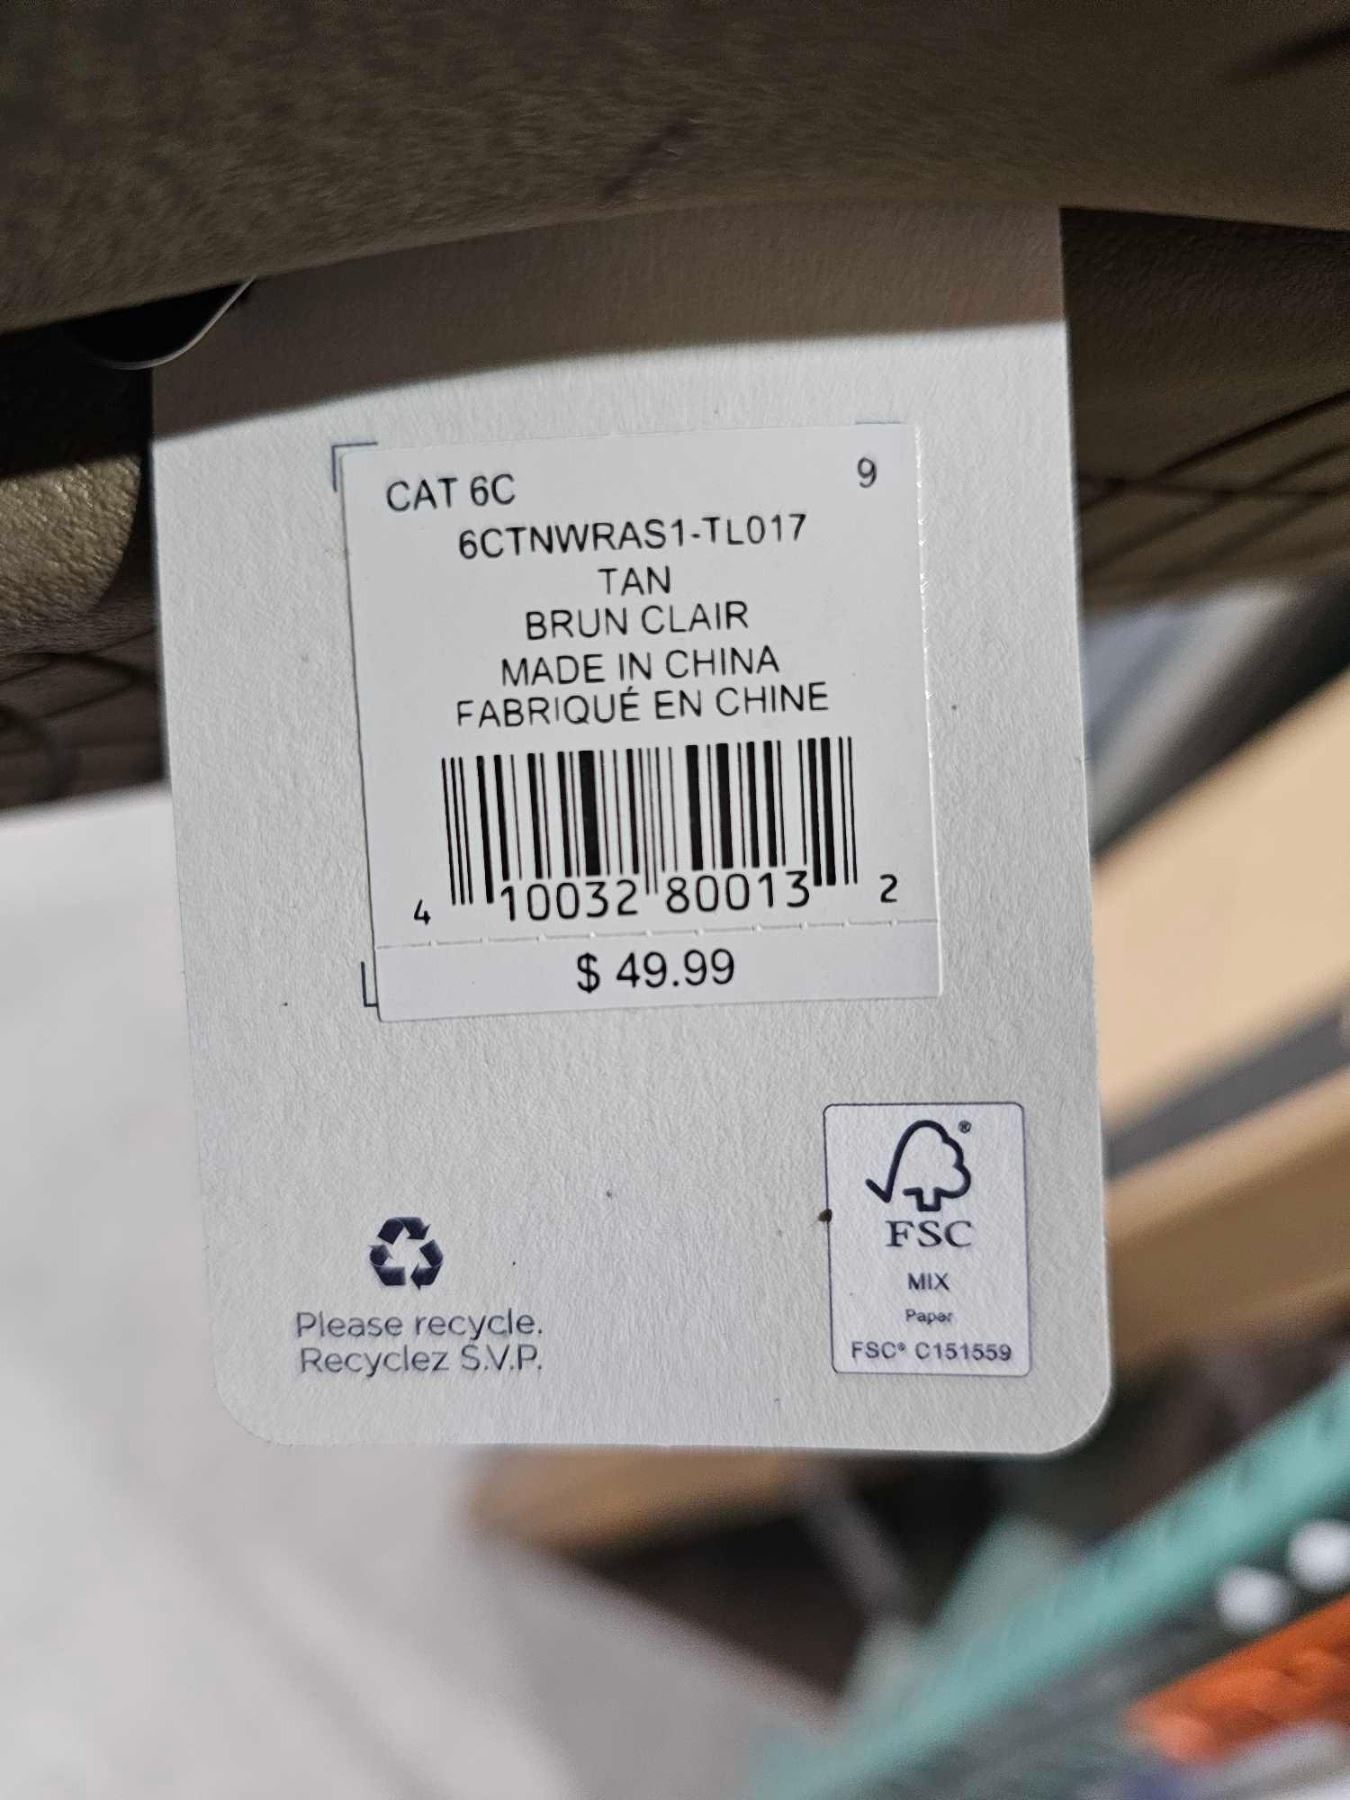 CAT 6C 9
6CTNWRAS1-TL017
TAN
BRUN CLAIR
MADE IN CHINA
FABRIQUÉ EN CHINE
4 10032 80013 2
$ 49.99
Please recycle.
Recyclez S.V.P.
®
FSC
MIX
Paper
FSC® C151559